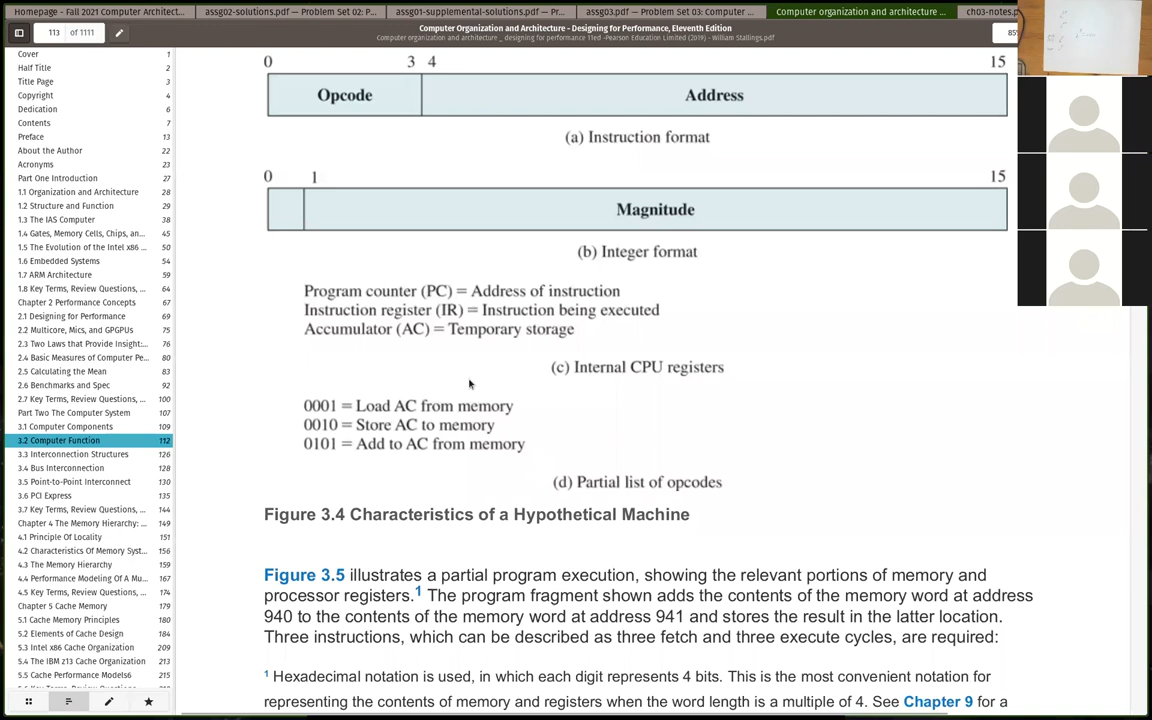 Homepage - Fall 2021 Computer Architect...
assg02-solutions.pdf — Problem Set 02: P...
assg01-supplemental-solutions.pdf — Pr...
assg03.pdf — Problem Set 03: Computer ...
Computer organization and architecture ...
ch03-notes.p
113 of 1111
Computer Organization and Architecture - Designing for Performance, Eleventh Edition
Computer organization and architecture _ designing for performance 11ed -Pearson Education Limited (2019) - William Stallings.pdf
85
Cover 1
Half Title 2
Title Page 3
Copyright 4
Dedication 6
Contents 7
Preface 13
About the Author 22
Acronyms 23
Part One Introduction 27
1.1 Organization and Architecture 28
1.2 Structure and Function 29
1.3 The IAS Computer 38
1.4 Gates, Memory Cells, Chips, an... 45
1.5 The Evolution of the Intel x86 ... 50
1.6 Embedded Systems 54
1.7 ARM Architecture 59
1.8 Key Terms, Review Questions, ... 64
Chapter 2 Performance Concepts 67
2.1 Designing for Performance 69
2.2 Multicore, Mics, and GPGPUs 75
2.3 Two Laws that Provide Insight:... 76
2.4 Basic Measures of Computer Pe... 80
2.5 Calculating the Mean 83
2.6 Benchmarks and Spec 92
2.7 Key Terms, Review Questions, ... 100
Part Two The Computer System 107
3.1 Computer Components 109
3.2 Computer Function 112
3.3 Interconnection Structures 126
3.4 Bus Interconnection 128
3.5 Point-to-Point Interconnect 130
3.6 PCI Express 135
3.7 Key Terms, Review Questions, ... 144
Chapter 4 The Memory Hierarchy: ... 149
4.1 Principle Of Locality 151
4.2 Characteristics Of Memory Syst... 156
4.3 The Memory Hierarchy 159
4.4 Performance Modeling Of A Mu... 167
4.5 Key Terms, Review Questions, ... 174
Chapter 5 Cache Memory 179
5.1 Cache Memory Principles 180
5.2 Elements of Cache Design 184
5.3 Intel x86 Cache Organization 209
5.4 The IBM z13 Cache Organization 213
5.5 Cache Performance Models6 215
0 3 4 15
Opcode Address
(a) Instruction format
0 1 15
Magnitude
(b) Integer format
Program counter (PC) = Address of instruction
Instruction register (IR) = Instruction being executed
Accumulator (AC) = Temporary storage
(c) Internal CPU registers
0001 = Load AC from memory
0010 = Store AC to memory
0101 = Add to AC from memory
(d) Partial list of opcodes
Figure 3.4 Characteristics of a Hypothetical Machine
Figure 3.5 illustrates a partial program execution, showing the relevant portions of memory and
processor registers.1 The program fragment shown adds the contents of the memory word at address
940 to the contents of the memory word at address 941 and stores the result in the latter location.
Three instructions, which can be described as three fetch and three execute cycles, are required:
1 Hexadecimal notation is used, in which each digit represents 4 bits. This is the most convenient notation for
representing the contents of memory and registers when the word length is a multiple of 4. See Chapter 9 for a